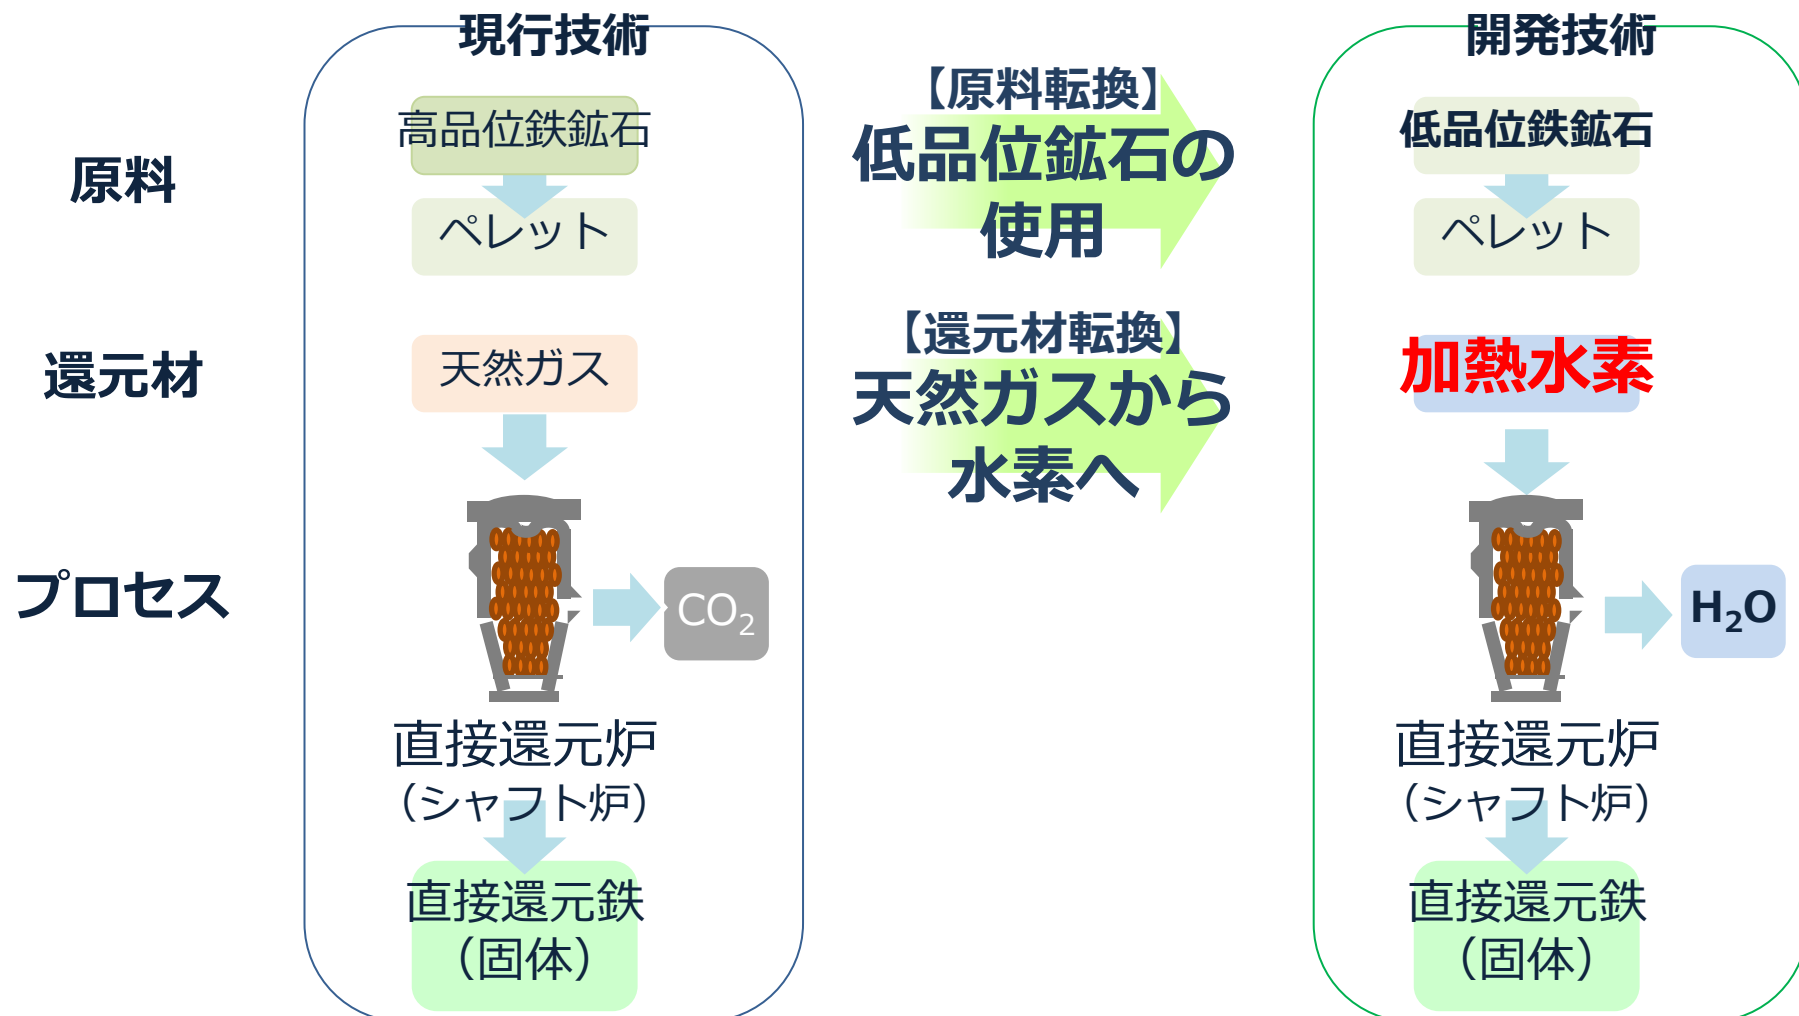 現行技術
開発技術
原料
高品位鉄鉱石
ペレット
【原料転換】
低品位鉱石の
使用
低品位鉄鉱石
ペレット
還元材
天然ガス
【還元材転換】
天然ガスから
水素へ
加熱水素
プロセス
CO₂
H₂O
直接還元炉
（シャフト炉）
直接還元炉
（シャフト炉）
直接還元鉄
（固体）
直接還元鉄
（固体）